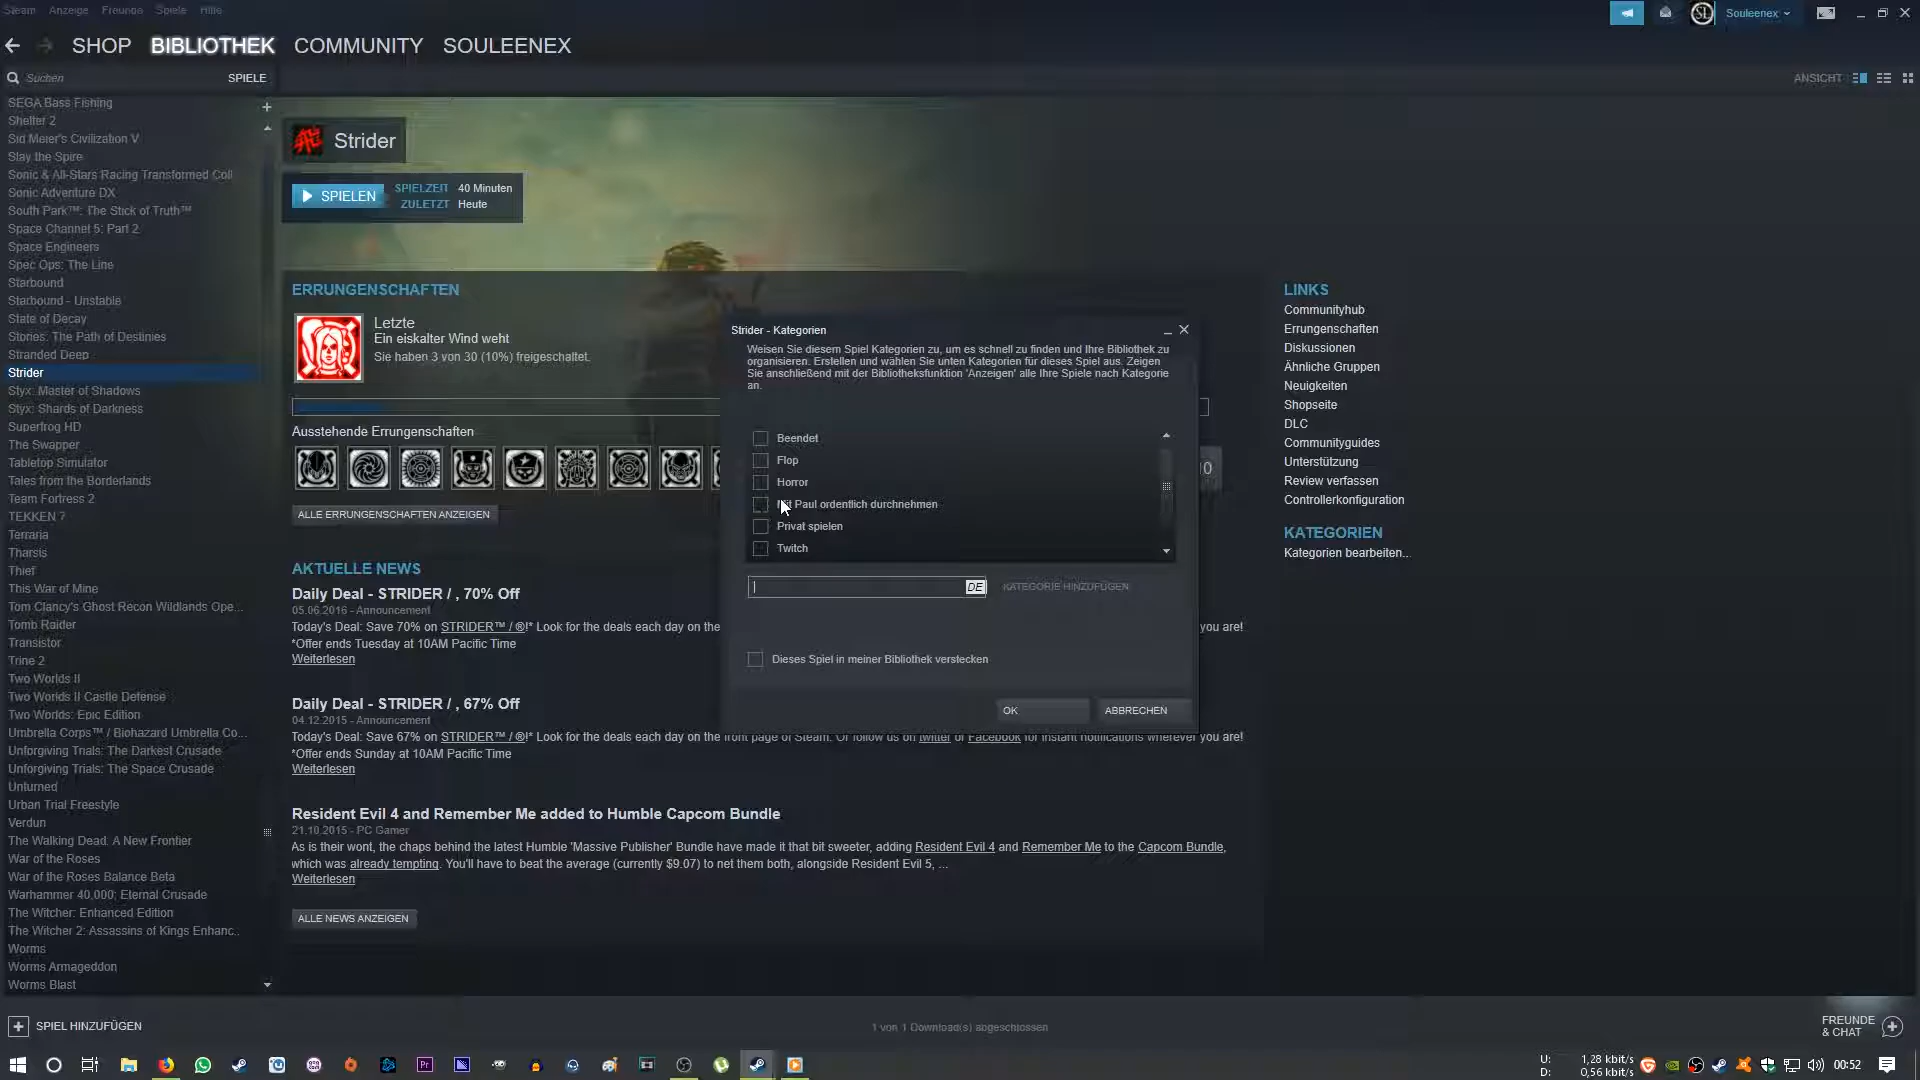 Steam Anzeige Freunde Spiele Hilfe
Souleenex
SHOP BIBLIOTHEK COMMUNITY SOULEENEX
Suchen
SPIELE
ANSICHT
SEGA Bass Fishing
Shelter 2
Sid Meier's Civilization V
Slay the Spire
Sonic & All-Stars Racing Transformed Coll
Sonic Adventure DX
South Park™: The Stick of Truth™
Space Channel 5: Part 2
Space Engineers
Spec Ops: The Line
Starbound
Starbound - Unstable
State of Decay
Stories: The Path of Destinies
Stranded Deep
Strider
Styx: Master of Shadows
Styx: Shards of Darkness
Superfrog HD
The Swapper
Tabletop Simulator
Tales from the Borderlands
Team Fortress 2
TEKKEN 7
Terraria
Tharsis
Thief
This War of Mine
Tom Clancy's Ghost Recon Wildlands Ope...
Tomb Raider
Transistor
Trine 2
Two Worlds II
Two Worlds II Castle Defense
Two Worlds: Epic Edition
Umbrella Corps™ / Biohazard Umbrella Co...
Unforgiving Trials: The Darkest Crusade
Unforgiving Trials: The Space Crusade
Unturned
Urban Trial Freestyle
Verdun
The Walking Dead: A New Frontier
War of the Roses
War of the Roses Balance Beta
Warhammer 40,000: Eternal Crusade
The Witcher: Enhanced Edition
The Witcher 2: Assassins of Kings Enhanc..
Worms
Worms Armageddon
Worms Blast
Strider
SPIELEN
SPIELZEIT 40 Minuten
ZULETZT Heute
ERRUNGENSCHAFTEN
Letzte
Ein eiskalter Wind weht
Sie haben 3 von 30 (10%) freigeschaltet.
Ausstehende Errungenschaften
ALLE ERRUNGENSCHAFTEN ANZEIGEN
AKTUELLE NEWS
Daily Deal - STRIDER / , 70% Off
05.06.2016 - Announcement
Today's Deal: Save 70% on STRIDER™ / ®!* Look for the deals each day on the
you are!
*Offer ends Tuesday at 10AM Pacific Time
Weiterlesen
Daily Deal - STRIDER / , 67% Off
04.12.2015 - Announcement
Today's Deal: Save 67% on STRIDER™ / ®!* Look for the deals each day on the front page of Steam. Or follow us on twitter or Facebook for instant notifications wherever you are!
*Offer ends Sunday at 10AM Pacific Time
Weiterlesen
Resident Evil 4 and Remember Me added to Humble Capcom Bundle
21.10.2015 - PC Gamer
As is their wont, the chaps behind the latest Humble 'Massive Publisher' Bundle have made it that bit sweeter, adding Resident Evil 4 and Remember Me to the Capcom Bundle,
which was already tempting. You'll have to beat the average (currently $9.07) to net them both, alongside Resident Evil 5, ...
Weiterlesen
ALLE NEWS ANZEIGEN
Strider - Kategorien
Weisen Sie diesem Spiel Kategorien zu, um es schnell zu finden und Ihre Bibliothek zu
organisieren. Erstellen und wählen Sie unten Kategorien für dieses Spiel aus. Zeigen
Sie anschließend mit der Bibliotheksfunktion 'Anzeigen' alle Ihre Spiele nach Kategorie
an.
Beendet
Flop
Horror
Paul ordentlich durchnehmen
Privat spielen
Twitch
DE
KATEGORIE HINZUFÜGEN
Dieses Spiel in meiner Bibliothek verstecken
OK
ABBRECHEN
LINKS
Communityhub
Errungenschaften
Diskussionen
Ähnliche Gruppen
Neuigkeiten
Shopseite
DLC
Communityguides
Unterstützung
Review verfassen
Controllerkonfiguration
KATEGORIEN
Kategorien bearbeiten...
SPIEL HINZUFÜGEN
1 von 1 Download(s) abgeschlossen
FREUNDE
& CHAT
U: 1,28 kbit/s
D: 0,56 kbit/s
00:52